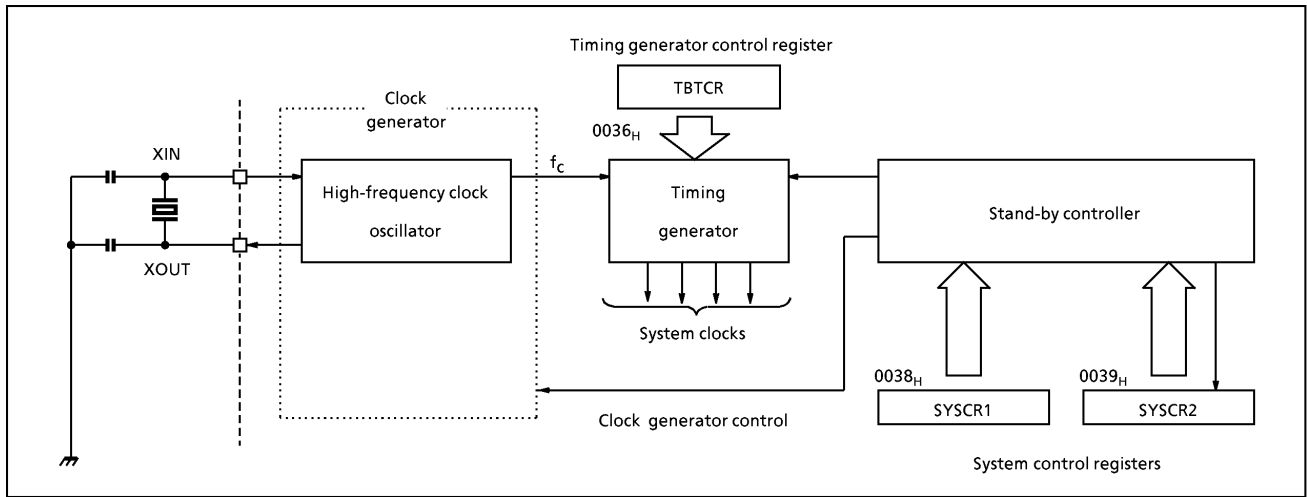 Timing generator control register
TBTCR
Clock
generator
0036H
XIN
fc
High-frequency clock
oscillator
Timing
generator
Stand-by controller
XOUT
System clocks
0038H
0039H
SYSCR1
SYSCR2
Clock generator control
System control registers